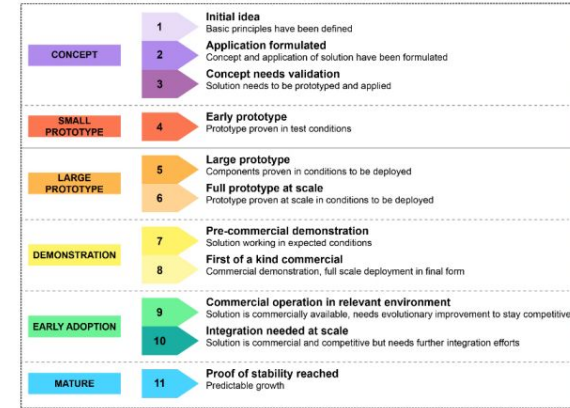 CONCEPT
1
Initial idea
Basic principles have been defined
2
Application formulated
Concept and application of solution have been formulated
3
Concept needs validation
Solution needs to be prototyped and applied
SMALL
PROTOTYPE
4
Early prototype
Prototype proven in test conditions
LARGE
PROTOTYPE
5
Large prototype
Components proven in conditions to be deployed
6
Full prototype at scale
Prototype proven at scale in conditions to be deployed
DEMONSTRATION
7
Pre-commercial demonstration
Solution working in expected conditions
8
First of a kind commercial
Commercial demonstration, full scale deployment in final form
EARLY ADOPTION
9
Commercial operation in relevant environment
Solution is commercially available, needs evolutionary improvement to stay competitive
10
Integration needed at scale
Solution is commercial and competitive but needs further integration efforts
MATURE
11
Proof of stability reached
Predictable growth